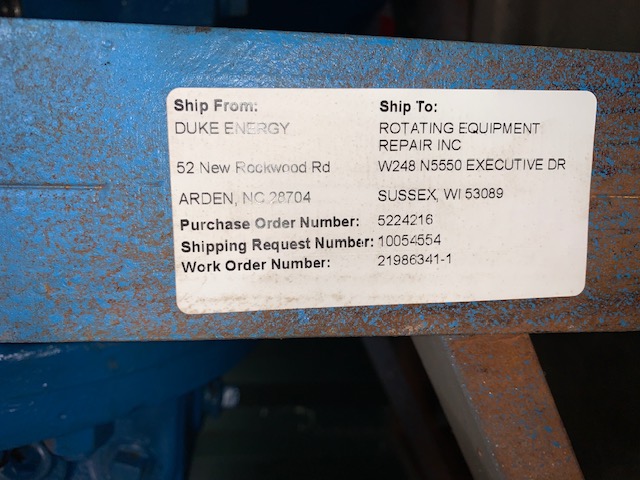 Ship From: Ship To:
DUKE ENERGY ROTATING EQUIPMENT
REPAIR INC
52 New Rockwood Rd W248 N5550 EXECUTIVE DR
ARDEN, NC 28704 SUSSEX, WI 53089
Purchase Order Number: 5224216
Shipping Request Number: 10054554
Work Order Number: 21986341-1